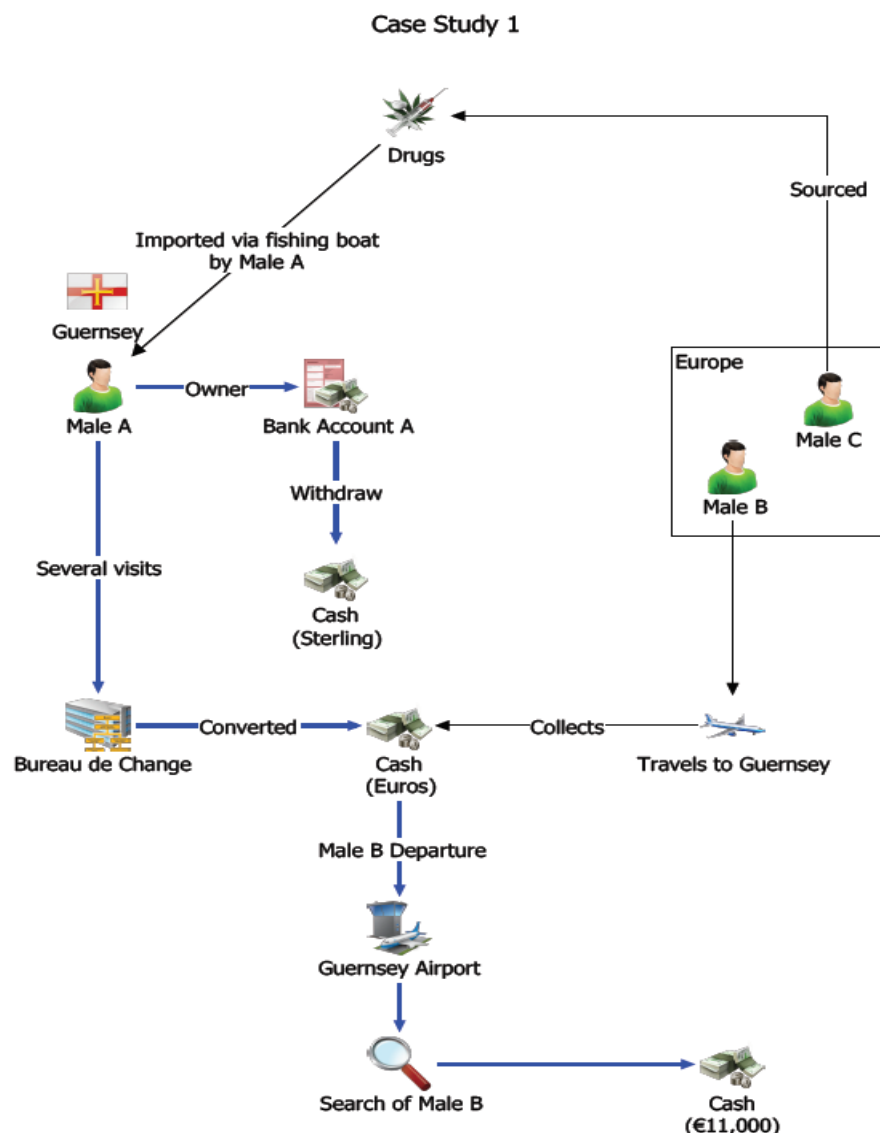 Case Study 1
Drugs
Sourced
Imported via fishing boat
by Male A
Guernsey
Europe
Male A
Owner
Bank Account A
Male C
Male B
Withdraw
Several visits
Cash
(Sterling)
Bureau de Change
Converted
Cash
(Euros)
Collects
Travels to Guernsey
Male B Departure
Guernsey Airport
Search of Male B
Cash
(€11,000)